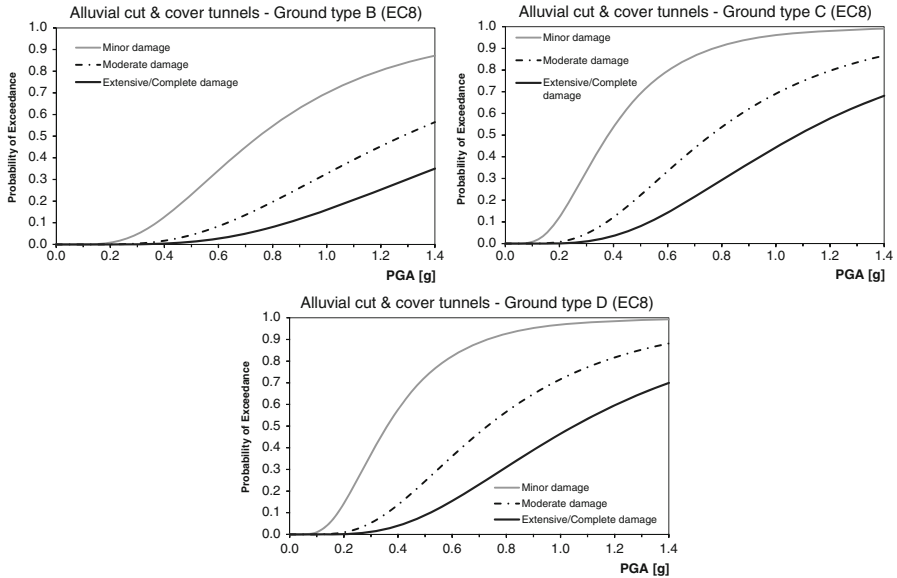 Alluvial cut & cover tunnels - Ground type B (EC8)
Probability of Exceedance
1.0
0.9
0.8
0.7
0.6
0.5
0.4
0.3
0.2
0.1
0.0
Minor damage
Moderate damage
Extensive/Complete damage
0.0 0.2 0.4 0.6 0.8 1.0 1.2 1.4
PGA [g]
Alluvial cut & cover tunnels - Ground type C (EC8)
Probability of Exceedance
1.0
0.9
0.8
0.7
0.6
0.5
0.4
0.3
0.2
0.1
0.0
Minor damage
Moderate damage
Extensive/Complete
damage
0.0 0.2 0.4 0.6 0.8 1.0 1.2 1.4
PGA [g]
Alluvial cut & cover tunnels - Ground type D (EC8)
Probability of Exceedance
1.0
0.9
0.8
0.7
0.6
0.5
0.4
0.3
0.2
0.1
0.0
Minor damage
Moderate damage
Extensive/Complete damage
0.0 0.2 0.4 0.6 0.8 1.0 1.2 1.4
PGA [g]